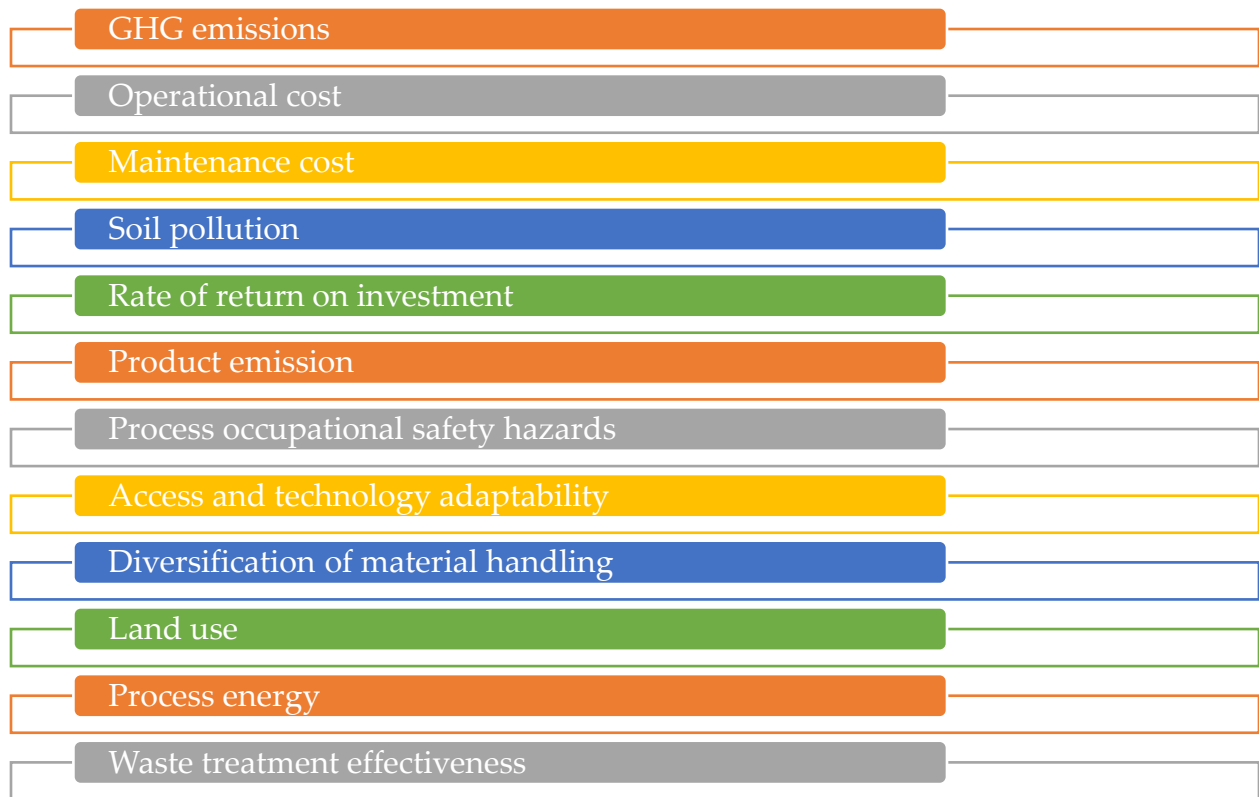 GHG emissions
Operational cost
Maintenance cost
Soil pollution
Rate of return on investment
Product emission
Process occupational safety hazards
Access and technology adaptability
Diversification of material handling
Land use
Process energy
Waste treatment effectiveness